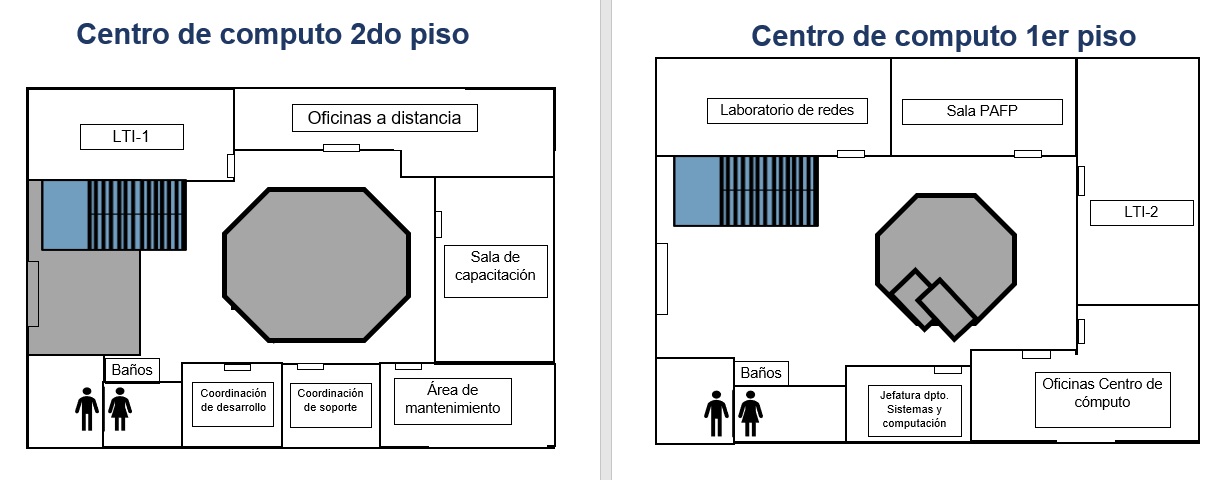 Centro de computo 2do piso
LTI-1
Oficinas a distancia
Sala de
capacitación
Baños
Coordinación
de desarrollo
Coordinación
de soporte
Área de
mantenimiento
Centro de computo 1er piso
Laboratorio de redes
Sala PAFP
LTI-2
Baños
Jefatura dpto.
Sistemas y
computación
Oficinas Centro de
cómputo